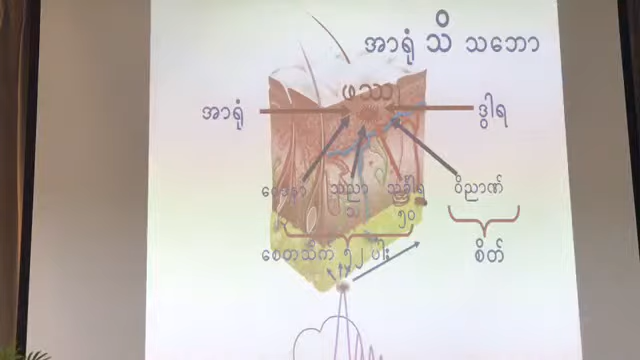 အာရုံ သိ သဘော
ဖဿ
အာရုံ
ဒွါရ
ဝေဒနာ သညာ သင်္ခါရ ဝိညာဏ်
၅၀
စေတသိက် ၅၂ ပါး
စိတ်